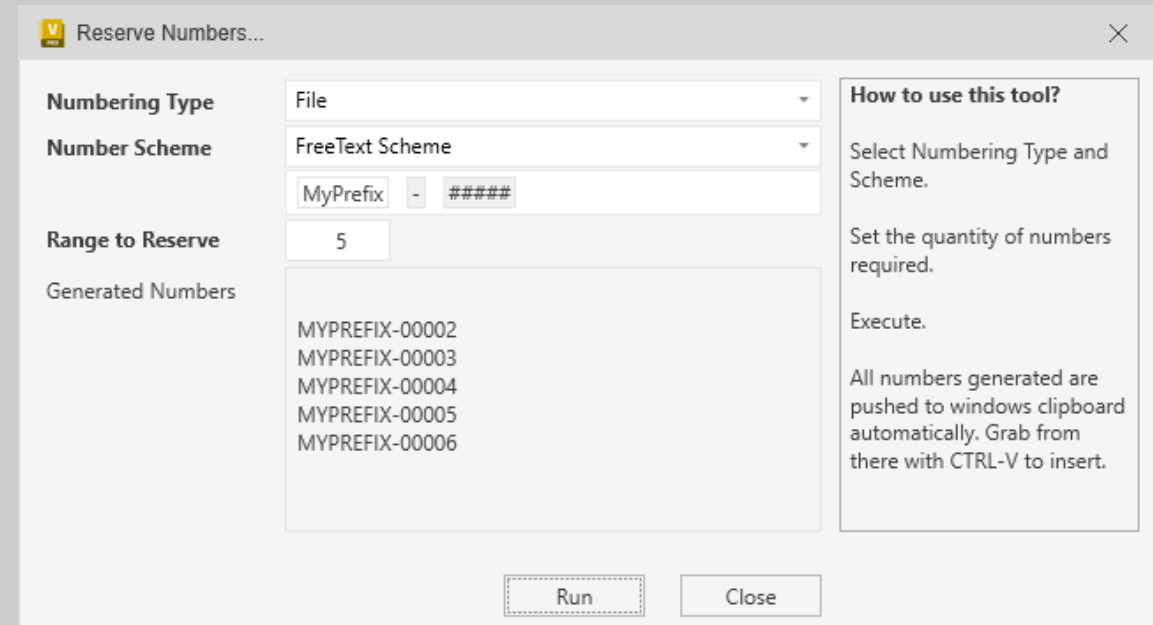 V
PRO
Reserve Numbers...
Numbering Type
File
Number Scheme
FreeText Scheme
MyPrefix - #####
Range to Reserve
5
Generated Numbers
MYPREFIX-00002
MYPREFIX-00003
MYPREFIX-00004
MYPREFIX-00005
MYPREFIX-00006
How to use this tool?
Select Numbering Type and
Scheme.
Set the quantity of numbers
required.
Execute.
All numbers generated are
pushed to windows clipboard
automatically. Grab from
there with CTRL-V to insert.
Run
Close